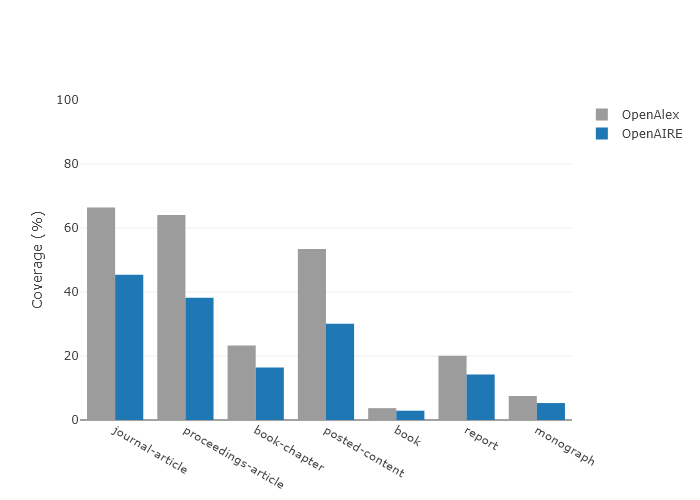 100
80
60
40
20
0
Coverage (%)
journal-article
proceedings-article
book-chapter
posted-content
book
report
monograph
OpenAlex
OpenAIRE